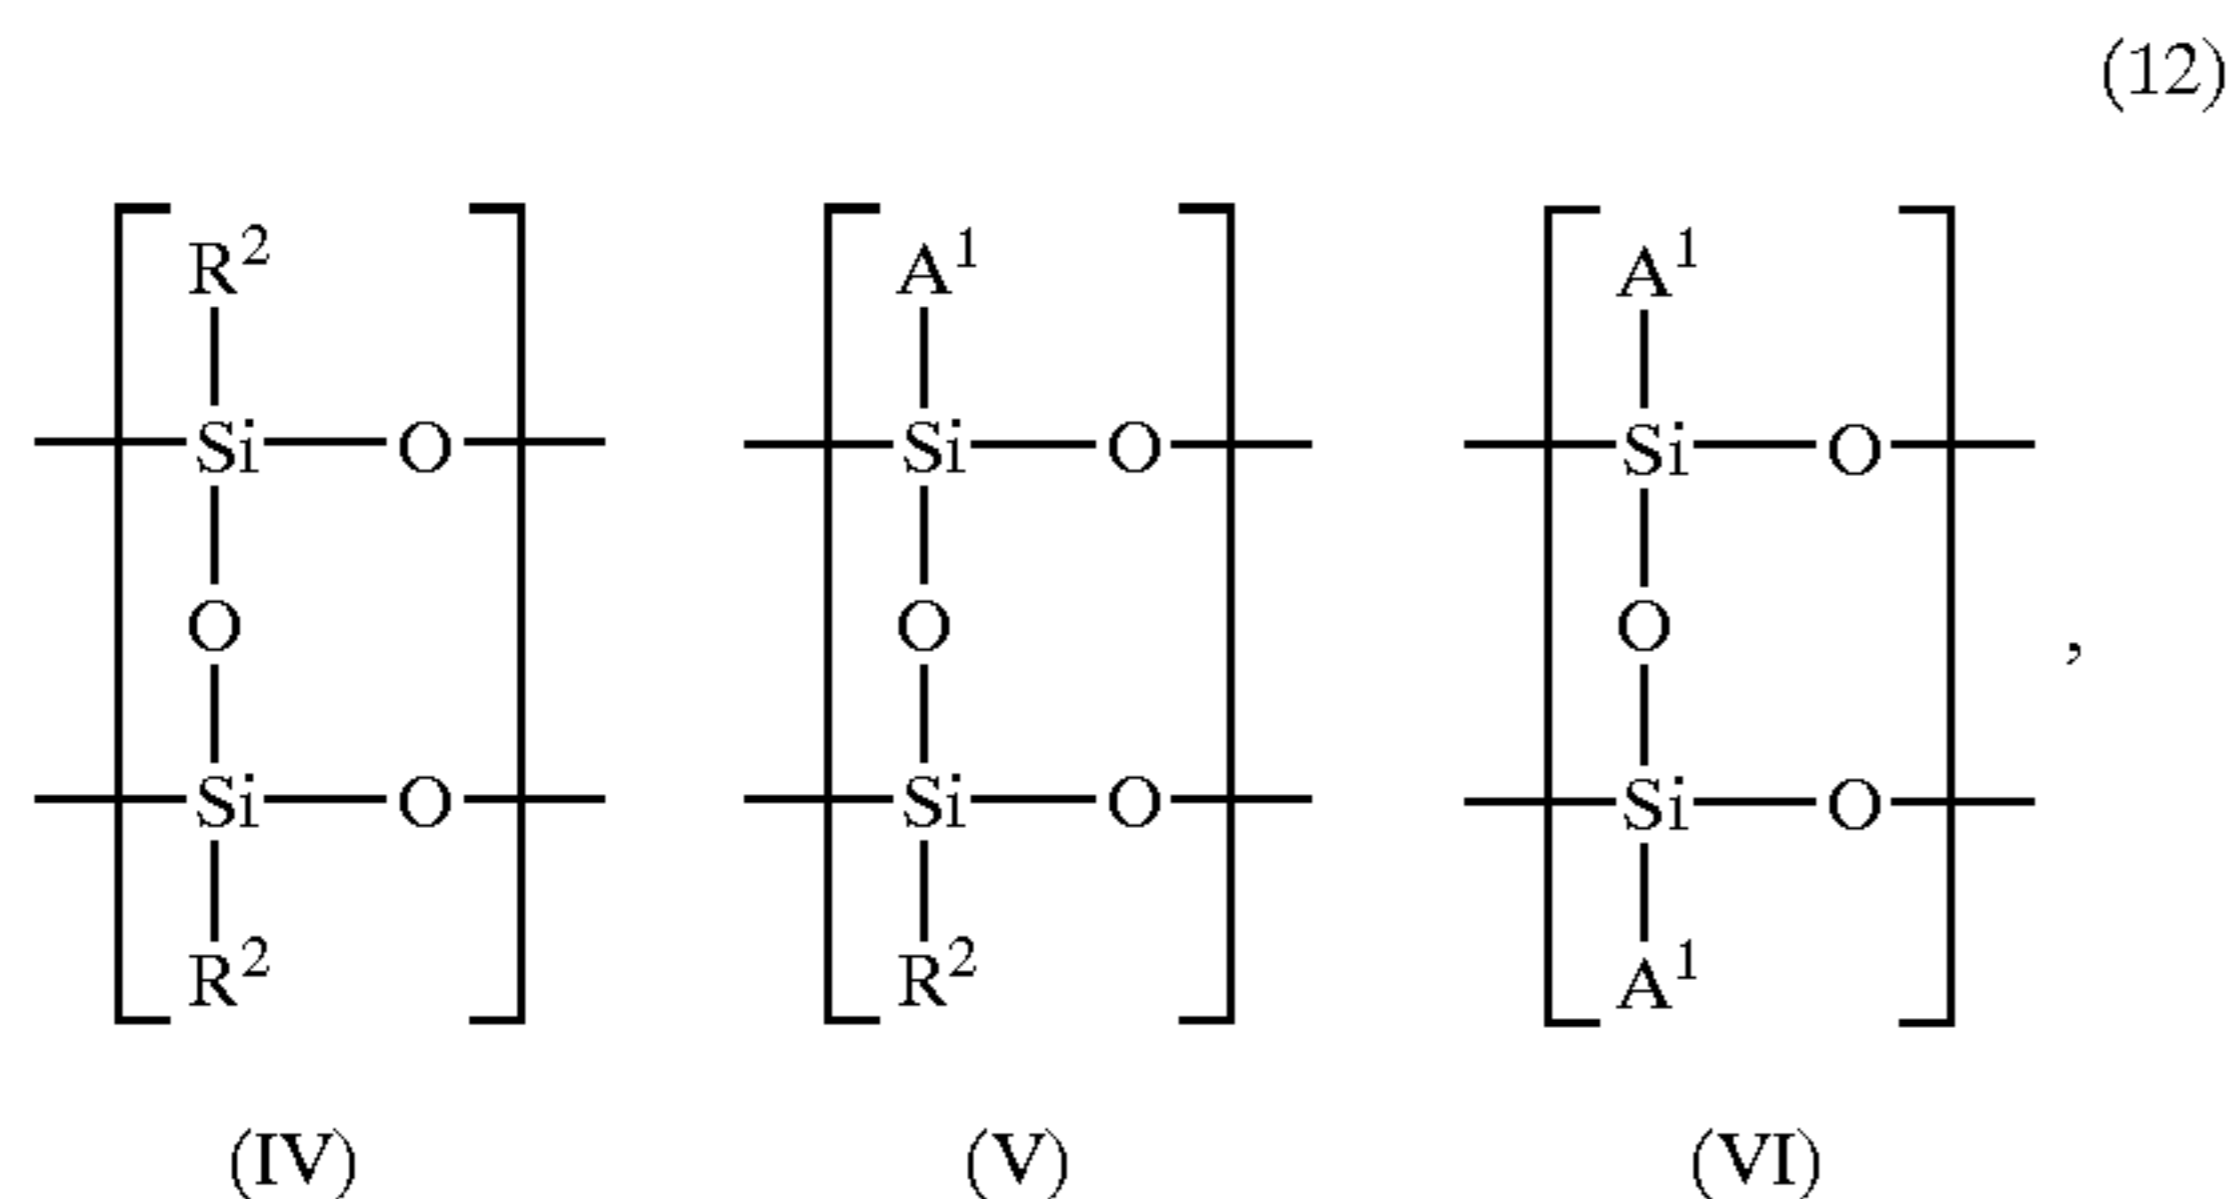 (12)
R² A¹ A¹
Si O Si O Si O
O O O ,
Si O Si O Si O
R² R² A¹
(IV) (V) (VI)